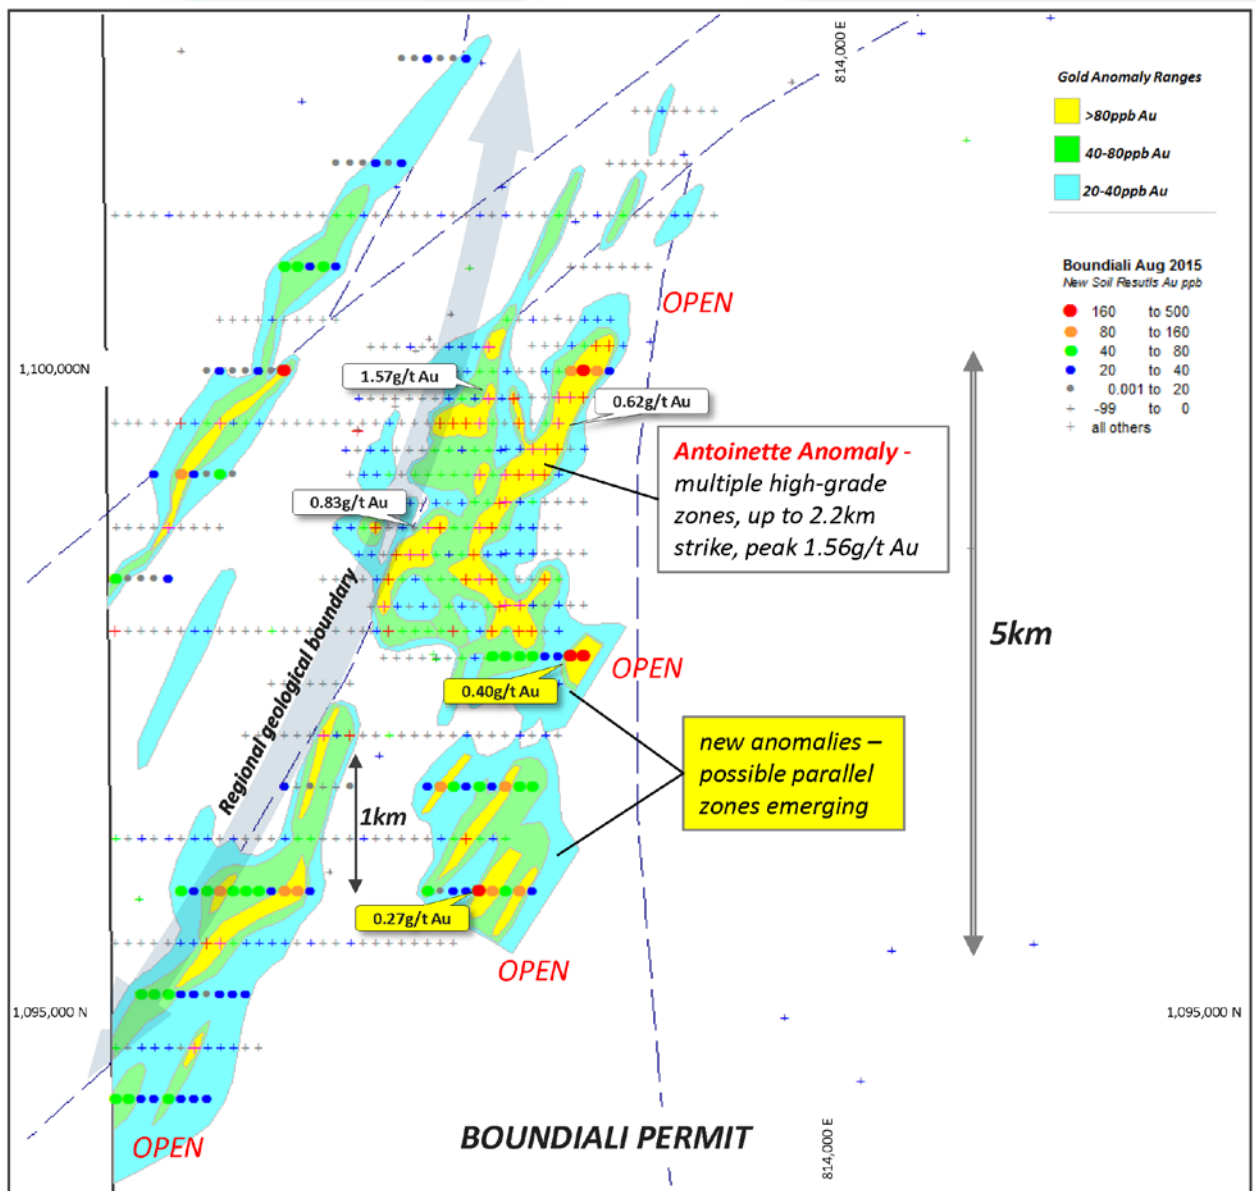 814,000 E
Gold Anomaly Ranges
>80ppb Au
40-80ppb Au
20-40ppb Au
Boundiali Aug 2015
New Soil Resutls Au ppb
160 to 500
80 to 160
40 to 80
20 to 40
0.001 to 20
-99 to 0
all others
OPEN
1,100,000N
1.57g/t Au
0.62g/t Au
Antoinette Anomaly -
multiple high-grade
zones, up to 2.2km
strike, peak 1.56g/t Au
0.83g/t Au
Regional geological boundary
5km
OPEN
0.40g/t Au
new anomalies –
possible parallel
zones emerging
1km
0.27g/t Au
OPEN
1,095,000 N
1,095,000 N
OPEN
BOUNDIALI PERMIT
814,000 E